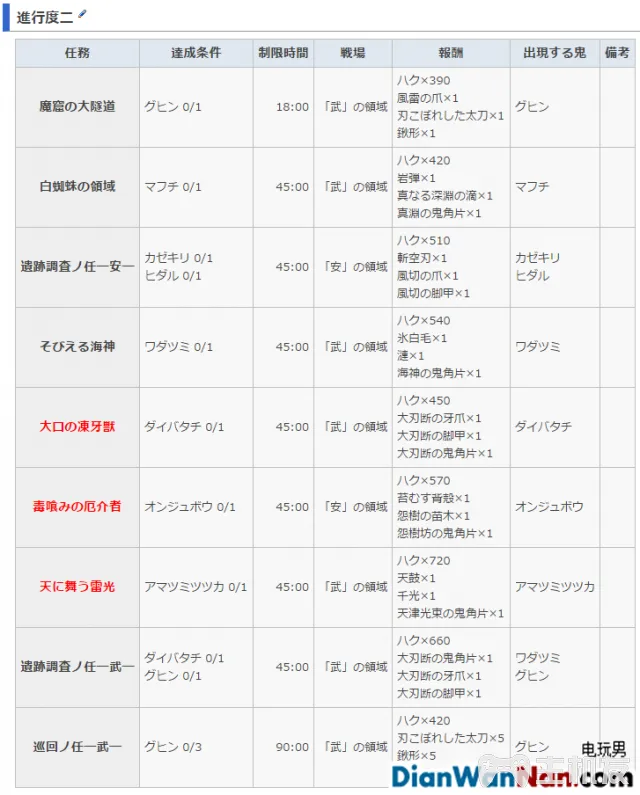 進行度二
任務 達成条件 制限時間 戦場 報酬 出現する鬼 備考
魔窟の大隧道 グヒン 0/1 18:00 「武」の領域 ハク×390 グヒン
風雷の爪×1
刃こぼれした太刀×1
鍬形×1
白蜘蛛の領域 マフチ 0/1 45:00 「武」の領域 ハク×420 マフチ
岩弾×1
真なる深淵の滴×1
真淵の鬼角片×1
遺跡調査ノ任―安― カゼキリ 0/1 45:00 「安」の領域 ハク×510 カゼキリ
ヒダル 0/1 斬空刃×1 ヒダル
風切の爪×1
風切の脚甲×1
そびえる海神 ワダツミ 0/1 45:00 「武」の領域 ハク×540 ワダツミ
氷白毛×1
漣×1
海神の鬼角片×1
大口の凍牙獣 ダイバタチ 0/1 45:00 「武」の領域 ハク×450 ダイバタチ
大刃断の牙爪×1
大刃断の脚甲×1
大刃断の鬼角片×1
毒喰みの厄介者 オンジュボウ 0/1 45:00 「安」の領域 ハク×570 オンジュボウ
苔むす背殻×1
怨樹の苗木×1
怨樹坊の鬼角片×1
天に舞う雷光 アマツミツツカ 0/1 45:00 「武」の領域 ハク×720 アマツミツツカ
天鼓×1
千光×1
天津光束の鬼角片×1
遺跡調査ノ任―武― ダイバタチ 0/1 45:00 「武」の領域 ハク×660 ワダツミ
グヒン 0/1 大刃断の鬼角片×1 グヒン
大刃断の牙爪×1
大刃断の脚甲×1
巡回ノ任―武― グヒン 0/3 90:00 「武」の領域 ハク×420 グヒン
刃こぼれした太刀×5
鍬形×5
电玩男
DianWanNan.com